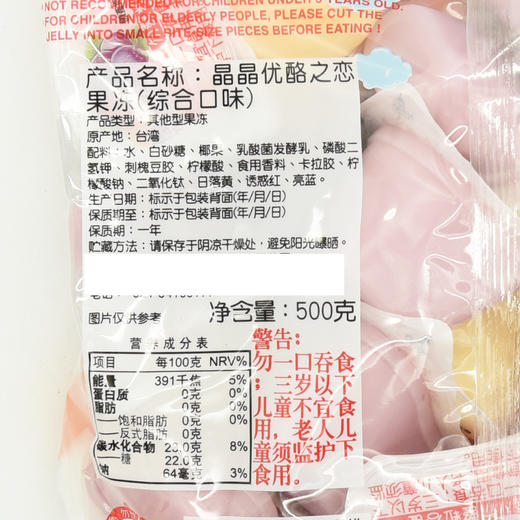 NOT RECOMMENDED FOR CHILDREN UNDER 3 YEARS OLD.
FOR CHILDREN OR ELDERLY PEOPLE, PLEASE CUT THE
JELLY INTO SMALL BITE-SIZE PIECES BEFORE EATING!
产品名称：晶晶优酪之恋
果冻(综合口味)
产品类型：其他型果冻
原产地：台湾
配料：水、白砂糖、椰果、乳酸菌发酵乳、磷酸二
氢钾、刺槐豆胶、柠檬酸、食用香料、卡拉胶、柠
檬酸钠、二氧化钛、日落黄、诱惑红、亮蓝。
生产日期：标示于包装背面(年/月/日)
保质期至：标示于包装背面(年/月/日)
保质期：一年
贮藏方法：请保存于阴凉干燥处，避免阳光曝晒。
图片仅供参考
净含量：500克
营养成分表
项目 每100克 NRV%
能量 391千焦 5%
蛋白质 0克 0%
脂肪 0克 0%
——饱和脂肪 0克
——反式脂肪 0克
碳水化合物 23.0克 8%
——糖 22.0克
钠 64毫克 3%
警告：
勿一口吞食
；三岁以下
儿童不宜食
用，老人儿
童须监护下
食用。